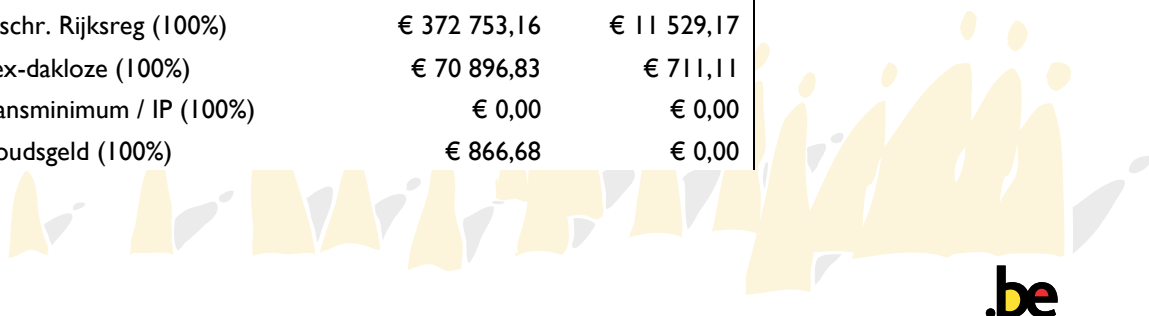 schr. Rijksreg (100%) € 372 753,16 € 11 529,17
ex-dakloze (100%) € 70 896,83 € 711,11
ansminimum / IP (100%) € 0,00 € 0,00
oudsgeld (100%) € 866,68 € 0,00
.be